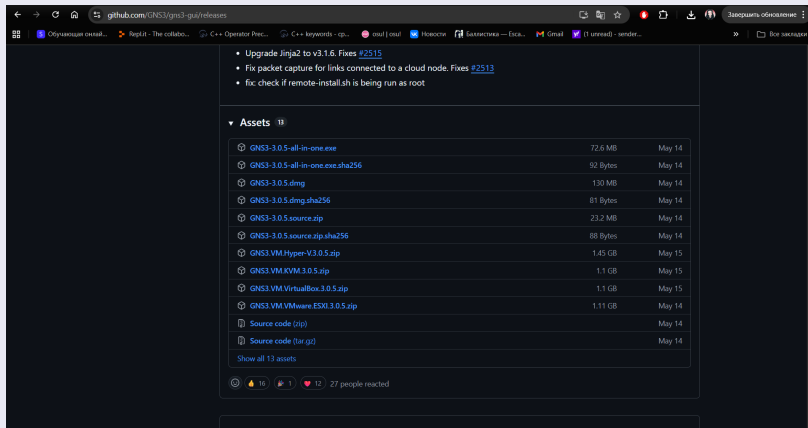 github.com/GNS3/gns3-gui/releases
Завершить обновление
Обучающая онлай...
Repl.it - The collabo...
C++ Operator Prec...
C++ keywords - cp...
osu! | osu!
Новости
Баллистика — Esca...
Gmail
(1 unread) - sender...
»
Все закладки
• Upgrade Jinja2 to v3.1.6. Fixes #2515
• Fix packet capture for links connected to a cloud node. Fixes #2513
• fix: check if remote-install.sh is being run as root
Assets 13
GNS3-3.0.5-all-in-one.exe 72.6 MB May 14
GNS3-3.0.5-all-in-one.exe.sha256 92 Bytes May 14
GNS3-3.0.5.dmg 130 MB May 14
GNS3-3.0.5.dmg.sha256 81 Bytes May 14
GNS3-3.0.5.source.zip 23.2 MB May 14
GNS3-3.0.5.source.zip.sha256 88 Bytes May 14
GNS3.VM.Hyper-V.3.0.5.zip 1.45 GB May 15
GNS3.VM.KVM.3.0.5.zip 1.1 GB May 15
GNS3.VM.VirtualBox.3.0.5.zip 1.1 GB May 15
GNS3.VM.VMware.ESXI.3.0.5.zip 1.11 GB May 14
Source code (zip) May 14
Source code (tar.gz) May 14
Show all 13 assets
16 1 12 27 people reacted